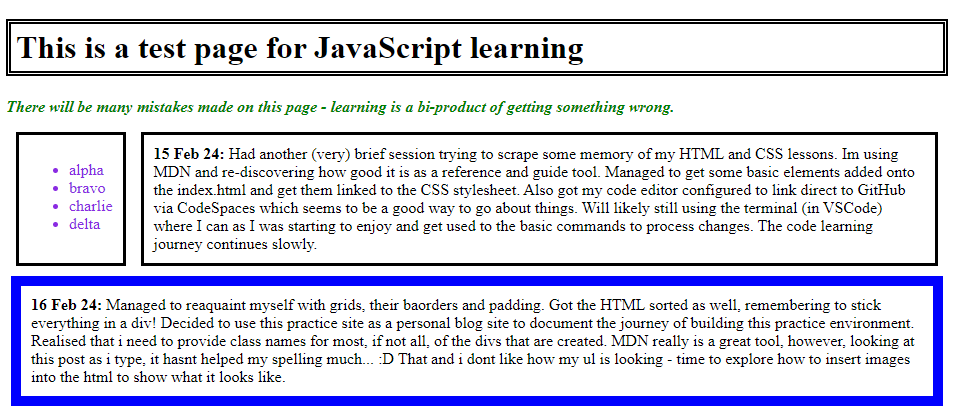 This is a test page for JavaScript learning
There will be many mistakes made on this page - learning is a bi-product of getting something wrong.
alpha
bravo
charlie
delta
15 Feb 24: Had another (very) brief session trying to scrape some memory of my HTML and CSS lessons. Im using
MDN and re-discovering how good it is as a reference and guide tool. Managed to get some basic elements added onto
the index.html and get them linked to the CSS stylesheet. Also got my code editor configured to link direct to GitHub
via CodeSpaces which seems to be a good way to go about things. Will likely still using the terminal (in VSCode)
where I can as I was starting to enjoy and get used to the basic commands to process changes. The code learning
journey continues slowly.
16 Feb 24: Managed to reaquaint myself with grids, their baorders and padding. Got the HTML sorted as well, remembering to stick
everything in a div! Decided to use this practice site as a personal blog site to document the journey of building this practice environment.
Realised that i need to provide class names for most, if not all, of the divs that are created. MDN really is a great tool, however, looking at
this post as i type, it hasnt helped my spelling much... :D That and i dont like how my ul is looking - time to explore how to insert images
into the html to show what it looks like.